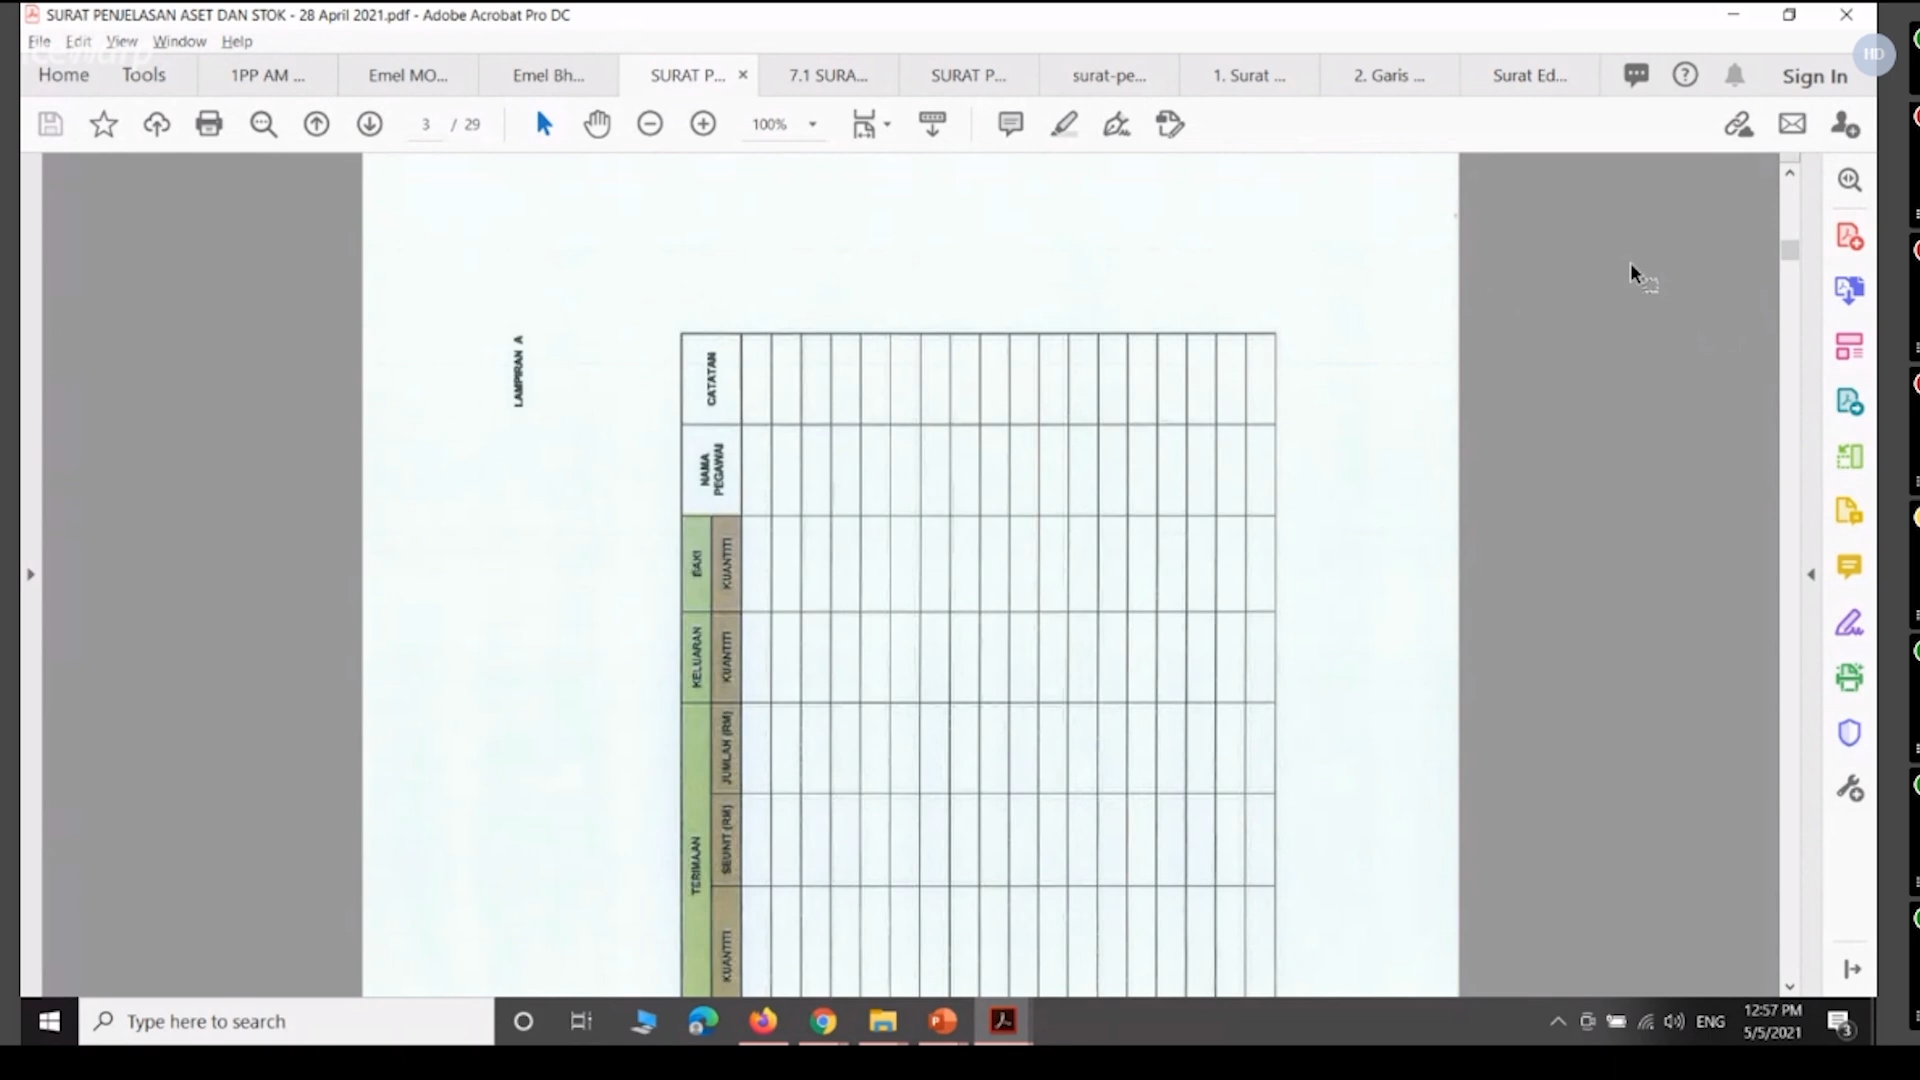 SURAT PENJELASAN ASET DAN STOK - 28 April 2021.pdf - Adobe Acrobat Pro DC
File Edit View Window Help
HD
Home Tools 1PP AM ... Emel MO... Emel Bh... SURAT P... × 7.1 SURA... SURAT P... surat-pe... 1. Surat ... 2. Garis ... Surat Ed... Sign In
3 / 29 100%
LAMPIRAN A
CATATAN
NAMA
PEGAWAI
BAKI
KUANTITI
KELUARAN
KUANTITI
TERIMAAN
JUMLAH (RM)
SEUNIT (RM)
KUANTITI
Type here to search
ENG
12:57 PM
5/5/2021
3